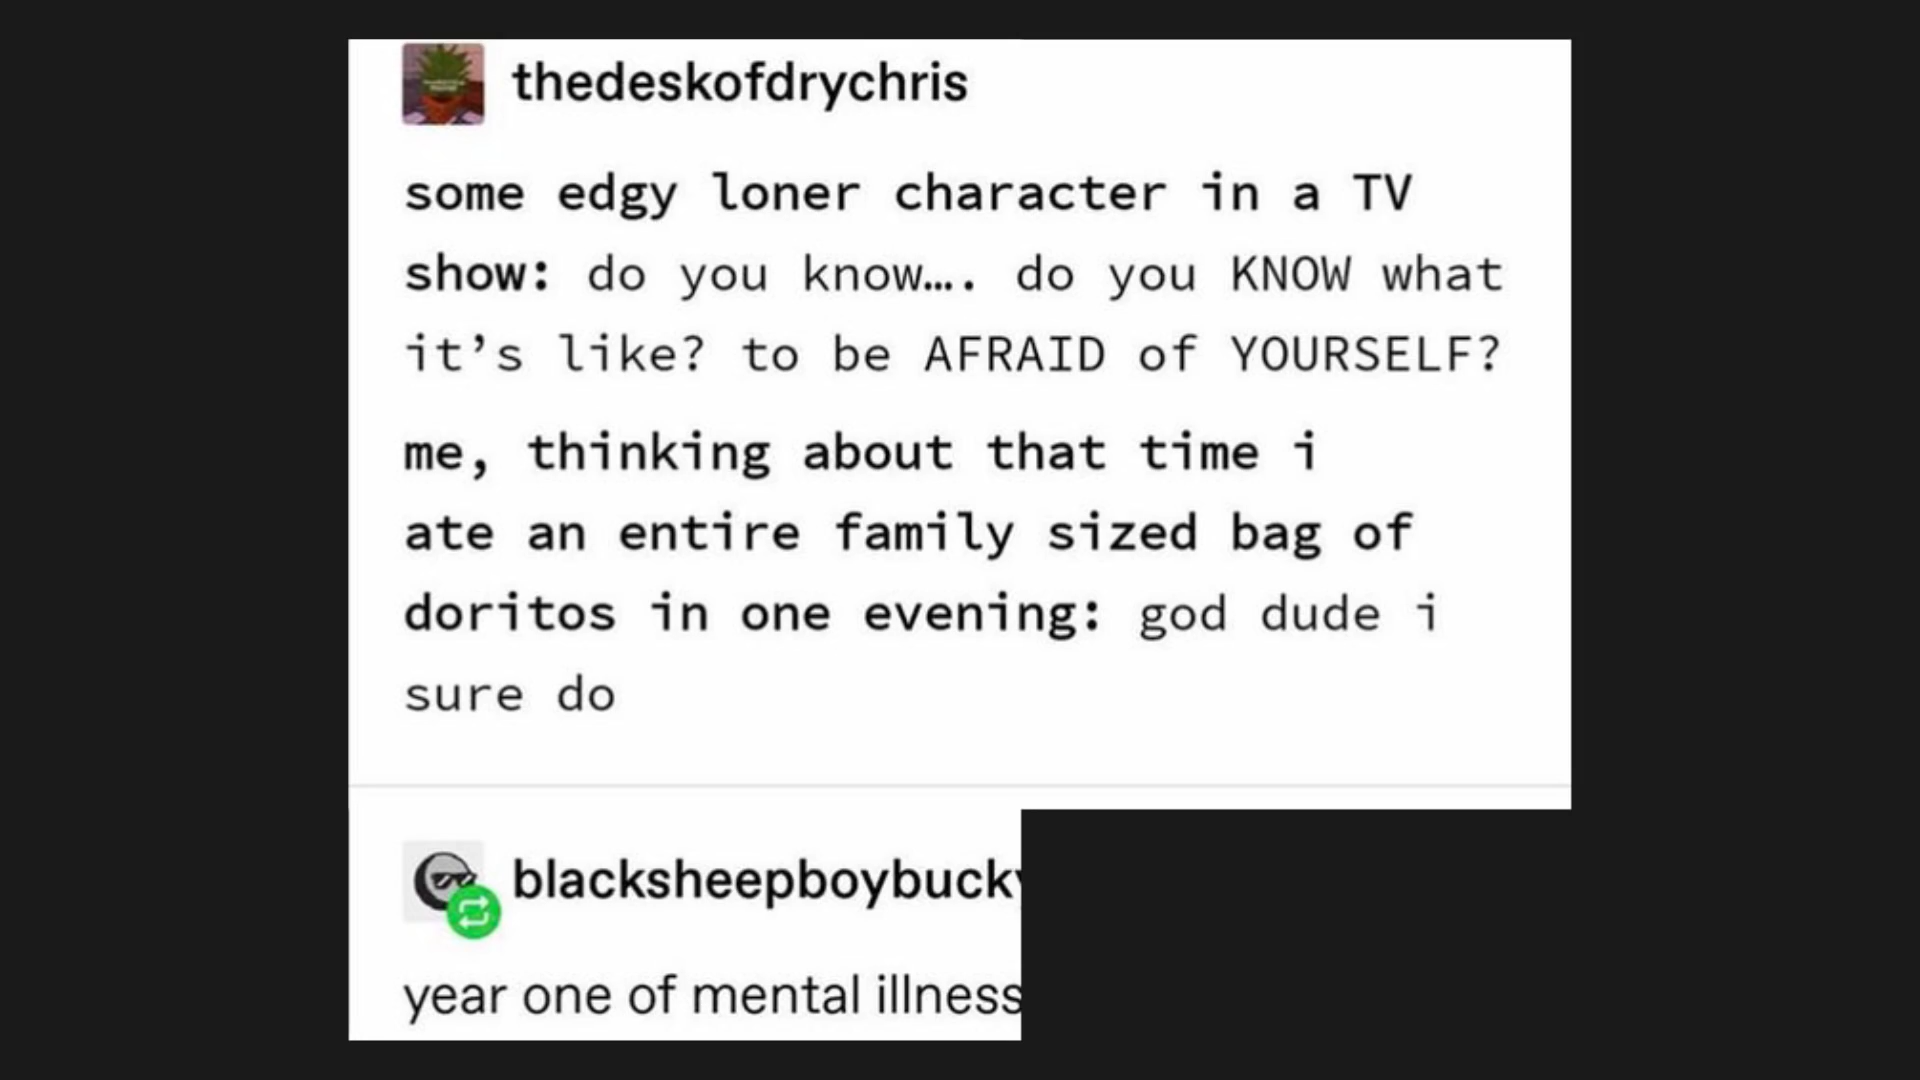 thedeskofdrychris
some edgy loner character in a TV
show: do you know…. do you KNOW what
it’s like? to be AFRAID of YOURSELF?
me, thinking about that time i
ate an entire family sized bag of
doritos in one evening: god dude i
sure do
blacksheepboybucky
year one of mental illness